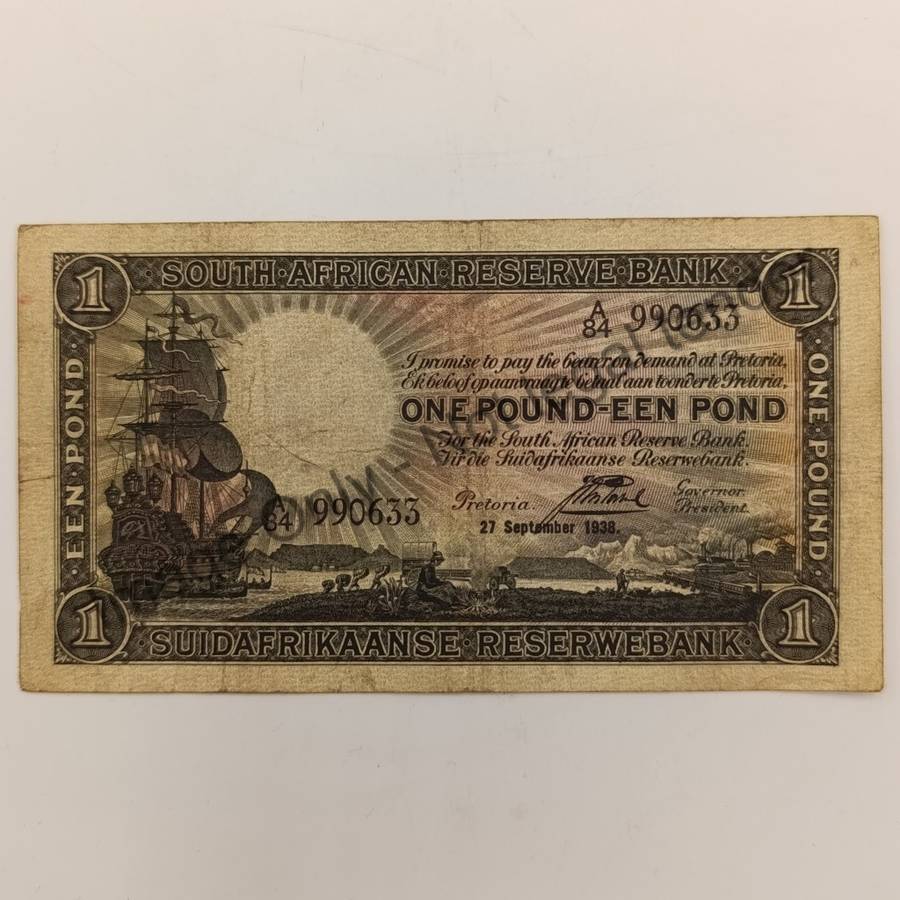 1 SOUTH·AFRICAN·RESERVE·BANK 1
A/84 990633
I promise to pay the bearer on demand at Pretoria,
Ek beloof op aanvraag te betaal aan toonder te Pretoria,
ONE POUND-EEN POND
For the South African Reserve Bank.
Vir die Suidafrikaanse Reserwebank.
EEN·POND
ONE·POUND
A/84 990633
Pretoria.
Governor.
President.
27 September 1938.
1 SUIDAFRIKAANSE·RESERWEBANK 1